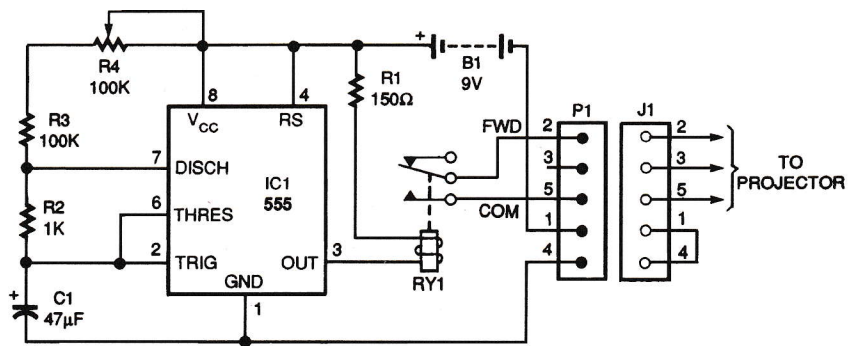 R4
100K
+
B1
9V
R1
150Ω
8
4
V_CC
RS
R3
100K
7
DISCH
IC1
555
6
THRES
R2
1K
2
TRIG
OUT
3
GND
1
+
C1
47µF
RY1
FWD
COM
P1
2
3
5
1
4
J1
2
3
5
1
4
TO
PROJECTOR